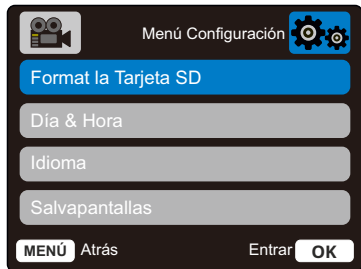 Menú Configuración
Format la Tarjeta SD
Día & Hora
Idioma
Salvapantallas
MENÚ Atrás Entrar OK